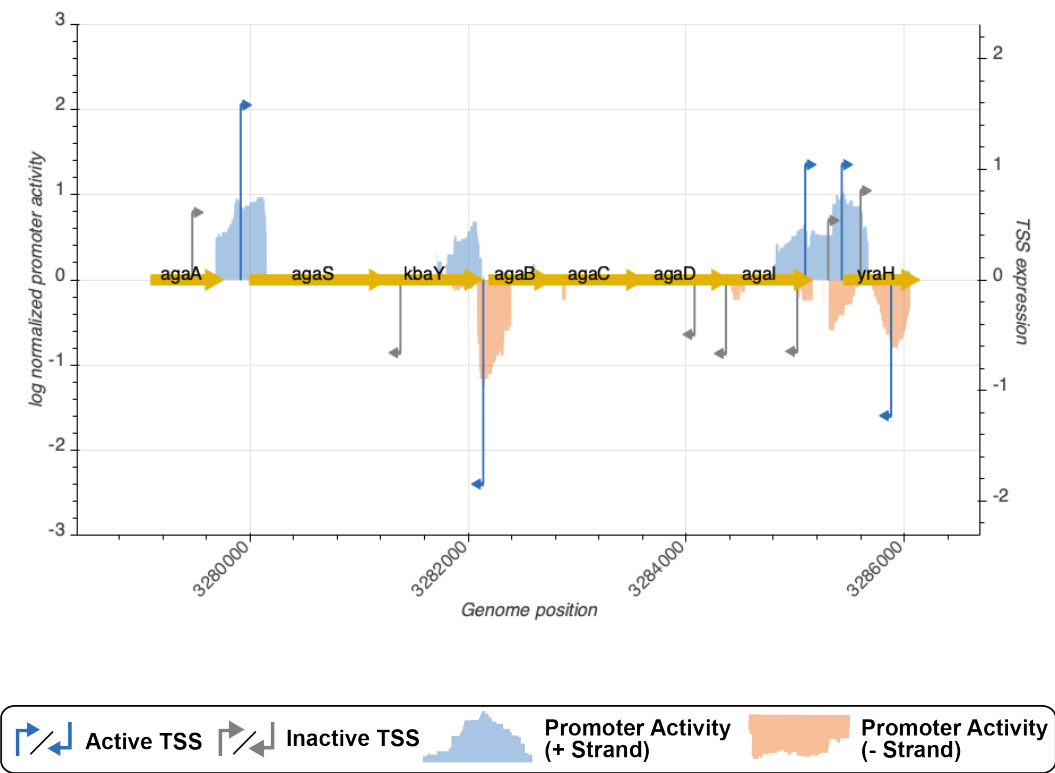 3
2
1
0
-1
-2
-3
log normalized promoter activity
2
1
0
-1
-2
TSS expression
agaA agaS kbaY agaB agaC agaD agaI yraH
3280000 3282000 3284000 3286000
Genome position
Active TSS Inactive TSS
Promoter Activity
(+ Strand)
Promoter Activity
(- Strand)